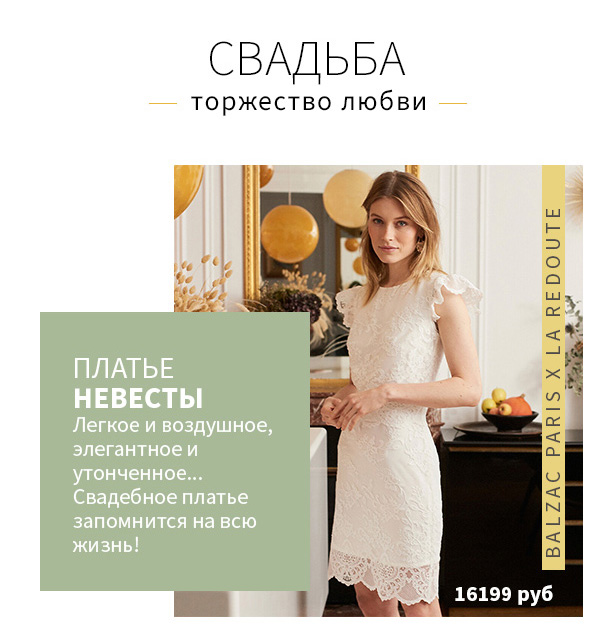 СВАДЬБА
торжество любви
BALZAC PARIS X LA REDOUTE
ПЛАТЬЕ
НЕВЕСТЫ
Легкое и воздушное,
элегантное и
утонченное...
Свадебное платье
запомнится на всю
жизнь!
16199 руб